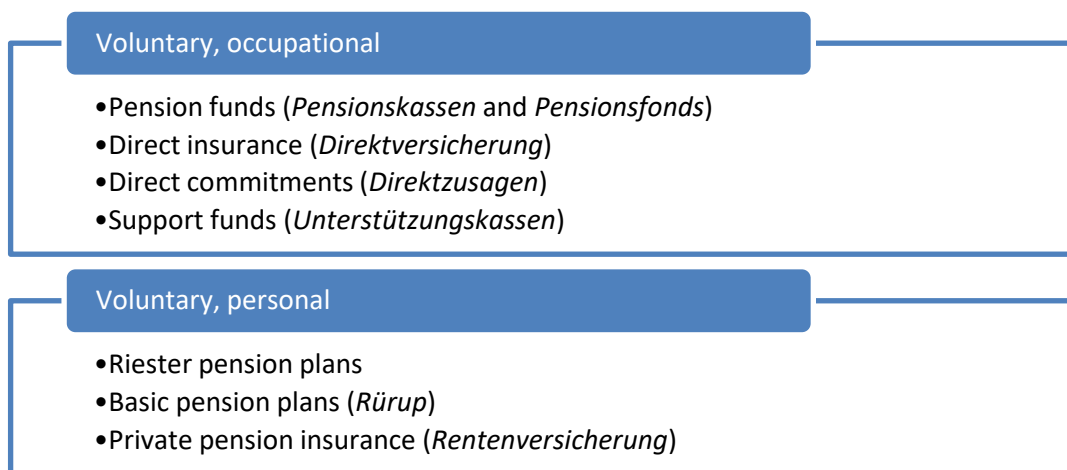 Voluntary, occupational
•Pension funds (Pensionskassen and Pensionsfonds)
•Direct insurance (Direktversicherung)
•Direct commitments (Direktzusagen)
•Support funds (Unterstützungskassen)
Voluntary, personal
•Riester pension plans
•Basic pension plans (Rürup)
•Private pension insurance (Rentenversicherung)